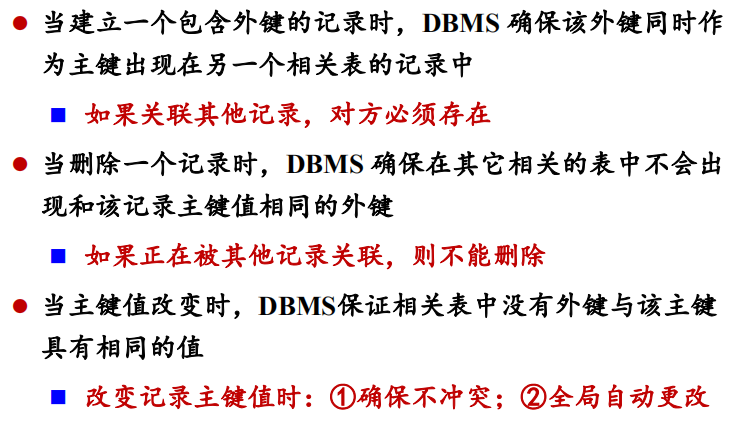 当建立一个包含外键的记录时，DBMS 确保该外键同时作
为主键出现在另一个相关表的记录中
如果关联其他记录，对方必须存在
当删除一个记录时，DBMS 确保在其它相关的表中不会出
现和该记录主键值相同的外键
如果正在被其他记录关联，则不能删除
当主键值改变时，DBMS保证相关表中没有外键与该主键
具有相同的值
改变记录主键值时：①确保不冲突；②全局自动更改